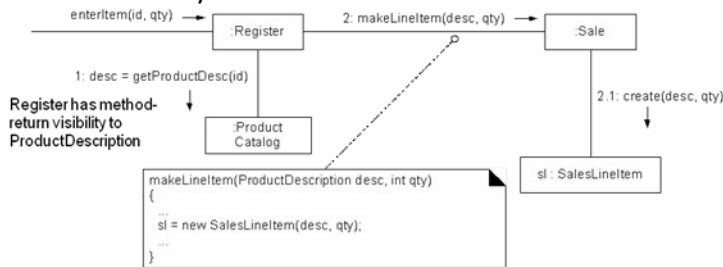 enterItem(id, qty)
:Register
2: makeLineItem(desc, qty)
:Sale
1: desc = getProductDesc(id)
2.1: create(desc, qty)
Register has method-
return visibility to
ProductDescription
:Product
Catalog
sl : SalesLineItem
makeLineItem(ProductDescription desc, int qty)
{
...
sl = new SalesLineItem(desc, qty);
...
}